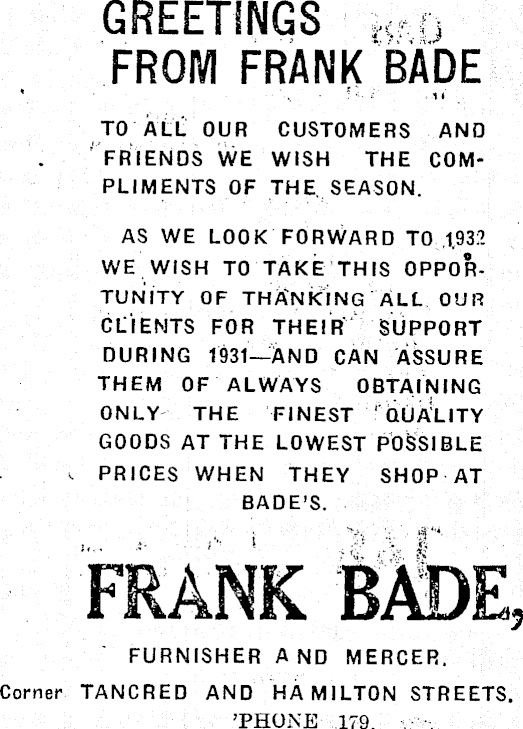 GREETINGS
FROM FRANK BADE
TO ALL OUR CUSTOMERS AND
FRIENDS WE WISH THE COM-
PLIMENTS OF THE SEASON.
AS WE LOOK FORWARD TO 1932
WE WISH TO TAKE THIS OPPOR-
TUNITY OF THANKING ALL OUR
CLIENTS FOR THEIR SUPPORT
DURING 1931—AND CAN ASSURE
THEM OF ALWAYS OBTAINING
ONLY THE FINEST QUALITY
GOODS AT THE LOWEST POSSIBLE
PRICES WHEN THEY SHOP AT
BADE'S.
FRANK BADE,
FURNISHER AND MERCER.
Corner TANCRED AND HAMILTON STREETS.
'PHONE 179.